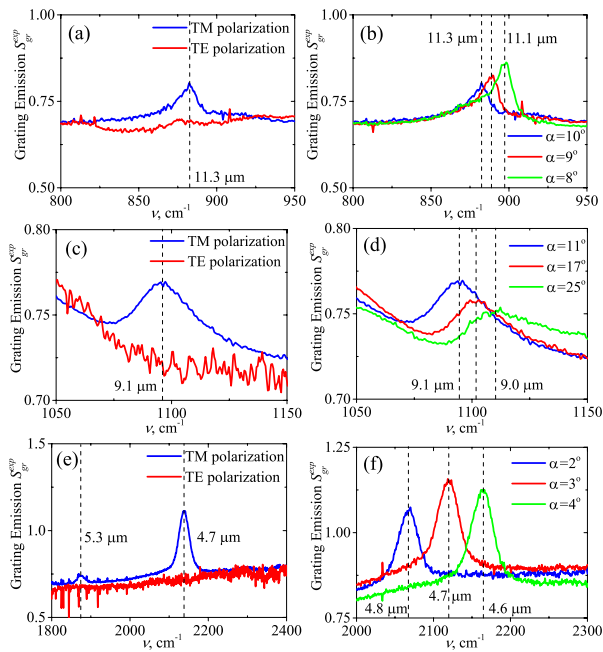 (a)
TM polarization
TE polarization
Grating Emission S_gr^exp
1.00
0.75
0.50
11.3 μm
800 850 900 950
ν, cm⁻¹
(b)
11.3 μm
11.1 μm
Grating Emission S_gr^exp
1.00
0.75
0.50
α=10°
α=9°
α=8°
800 850 900 950
ν, cm⁻¹
(c)
TM polarization
TE polarization
Grating Emission S_gr^exp
0.80
0.75
0.70
9.1 μm
1050 1100 1150
ν, cm⁻¹
(d)
α=11°
α=17°
α=25°
Grating Emission S_gr^exp
0.80
0.75
0.70
9.1 μm
9.0 μm
1050 1100 1150
ν, cm⁻¹
(e)
TM polarization
TE polarization
Grating Emission S_gr^exp
1.5
1.0
0.5
5.3 μm
4.7 μm
1800 2000 2200 2400
ν, cm⁻¹
(f)
α=2°
α=3°
α=4°
Grating Emission S_gr^exp
1.25
1.00
0.75
4.8 μm
4.7 μm
4.6 μm
2000 2100 2200 2300
ν, cm⁻¹